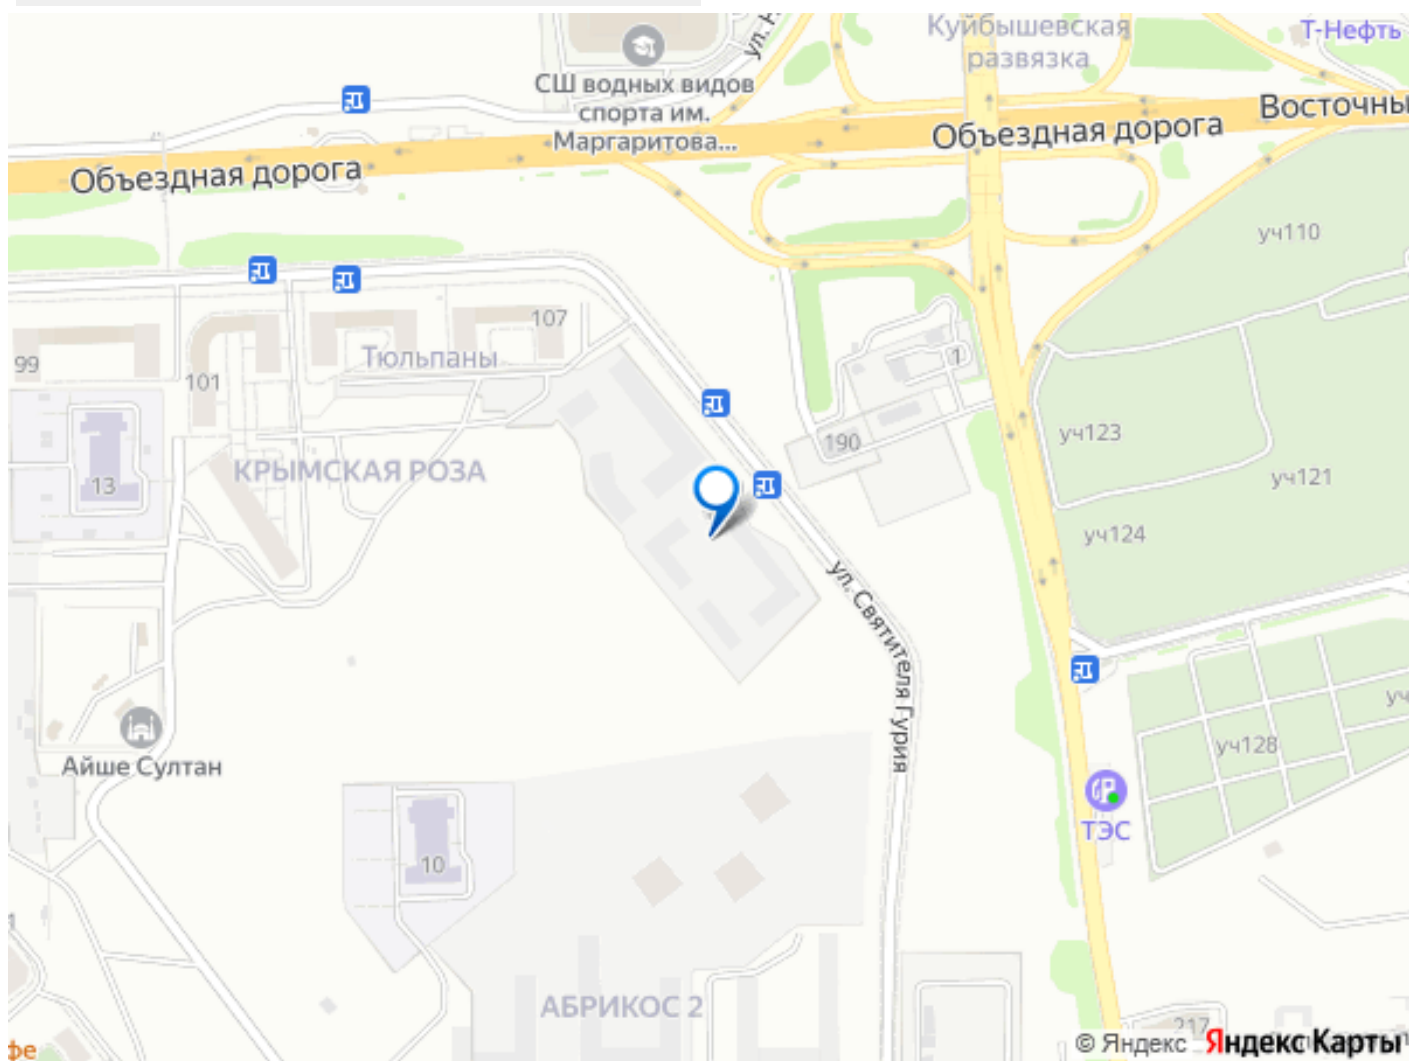 Куйбышевская
развязка
Т-Нефть
СШ водных видов
спорта им.
Маргаритова...
Восточны
Объездная дорога
Объездная дорога
уч110
107
Тюльпаны
99
101
1
190
уч123
КРЫМСКАЯ РОЗА
13
уч121
уч124
ул. Святителя Гурия
Айше Султан
уч
уч128
ТЭС
10
АБРИКОС 2
217
фе
© Яндекс Яндекс Карты